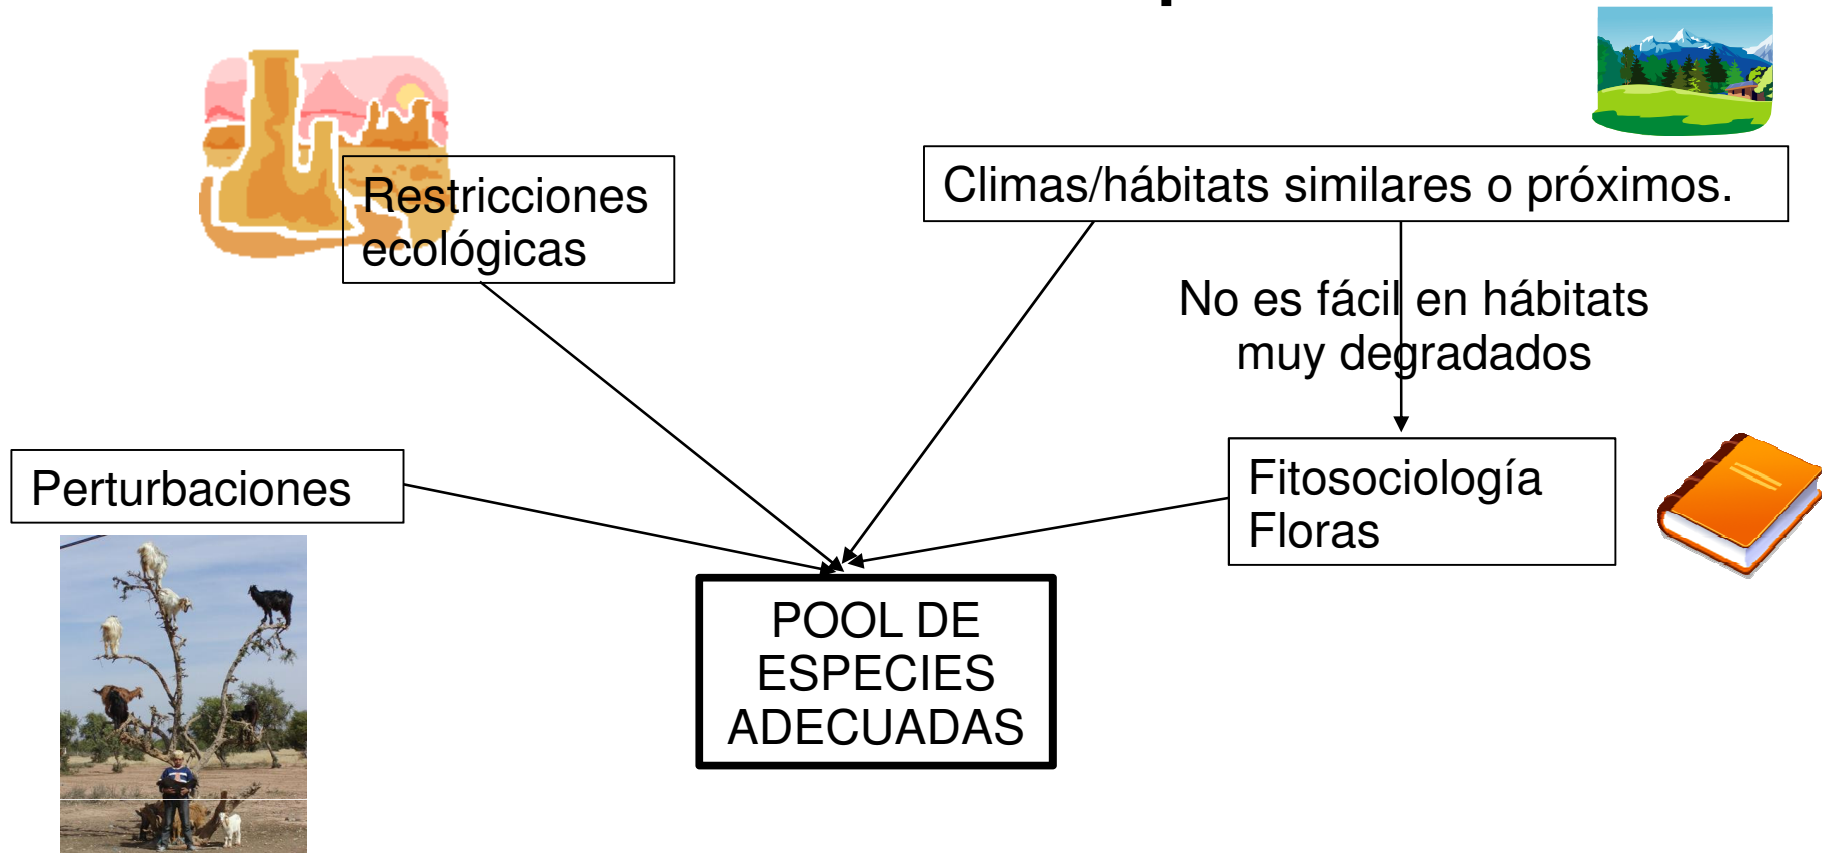 Restricciones
ecológicas
Climas/hábitats similares o próximos.
No es fácil en hábitats
muy degradados
Perturbaciones
Fitosociología
Floras
POOL DE
ESPECIES
ADECUADAS